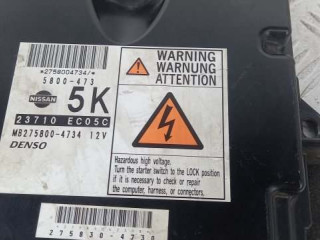 *2758004734/*
5800-473
NISSAN 5K
23710 EC05C
MB275800-4734 12V
DENSO
WARNING
WARNUNG
ATTENTION
Hazardous high voltage.
Turn the starter switch to the LOCK position
if it is necessary to check or repair
the computer, harness, or connectors.
275830-4730